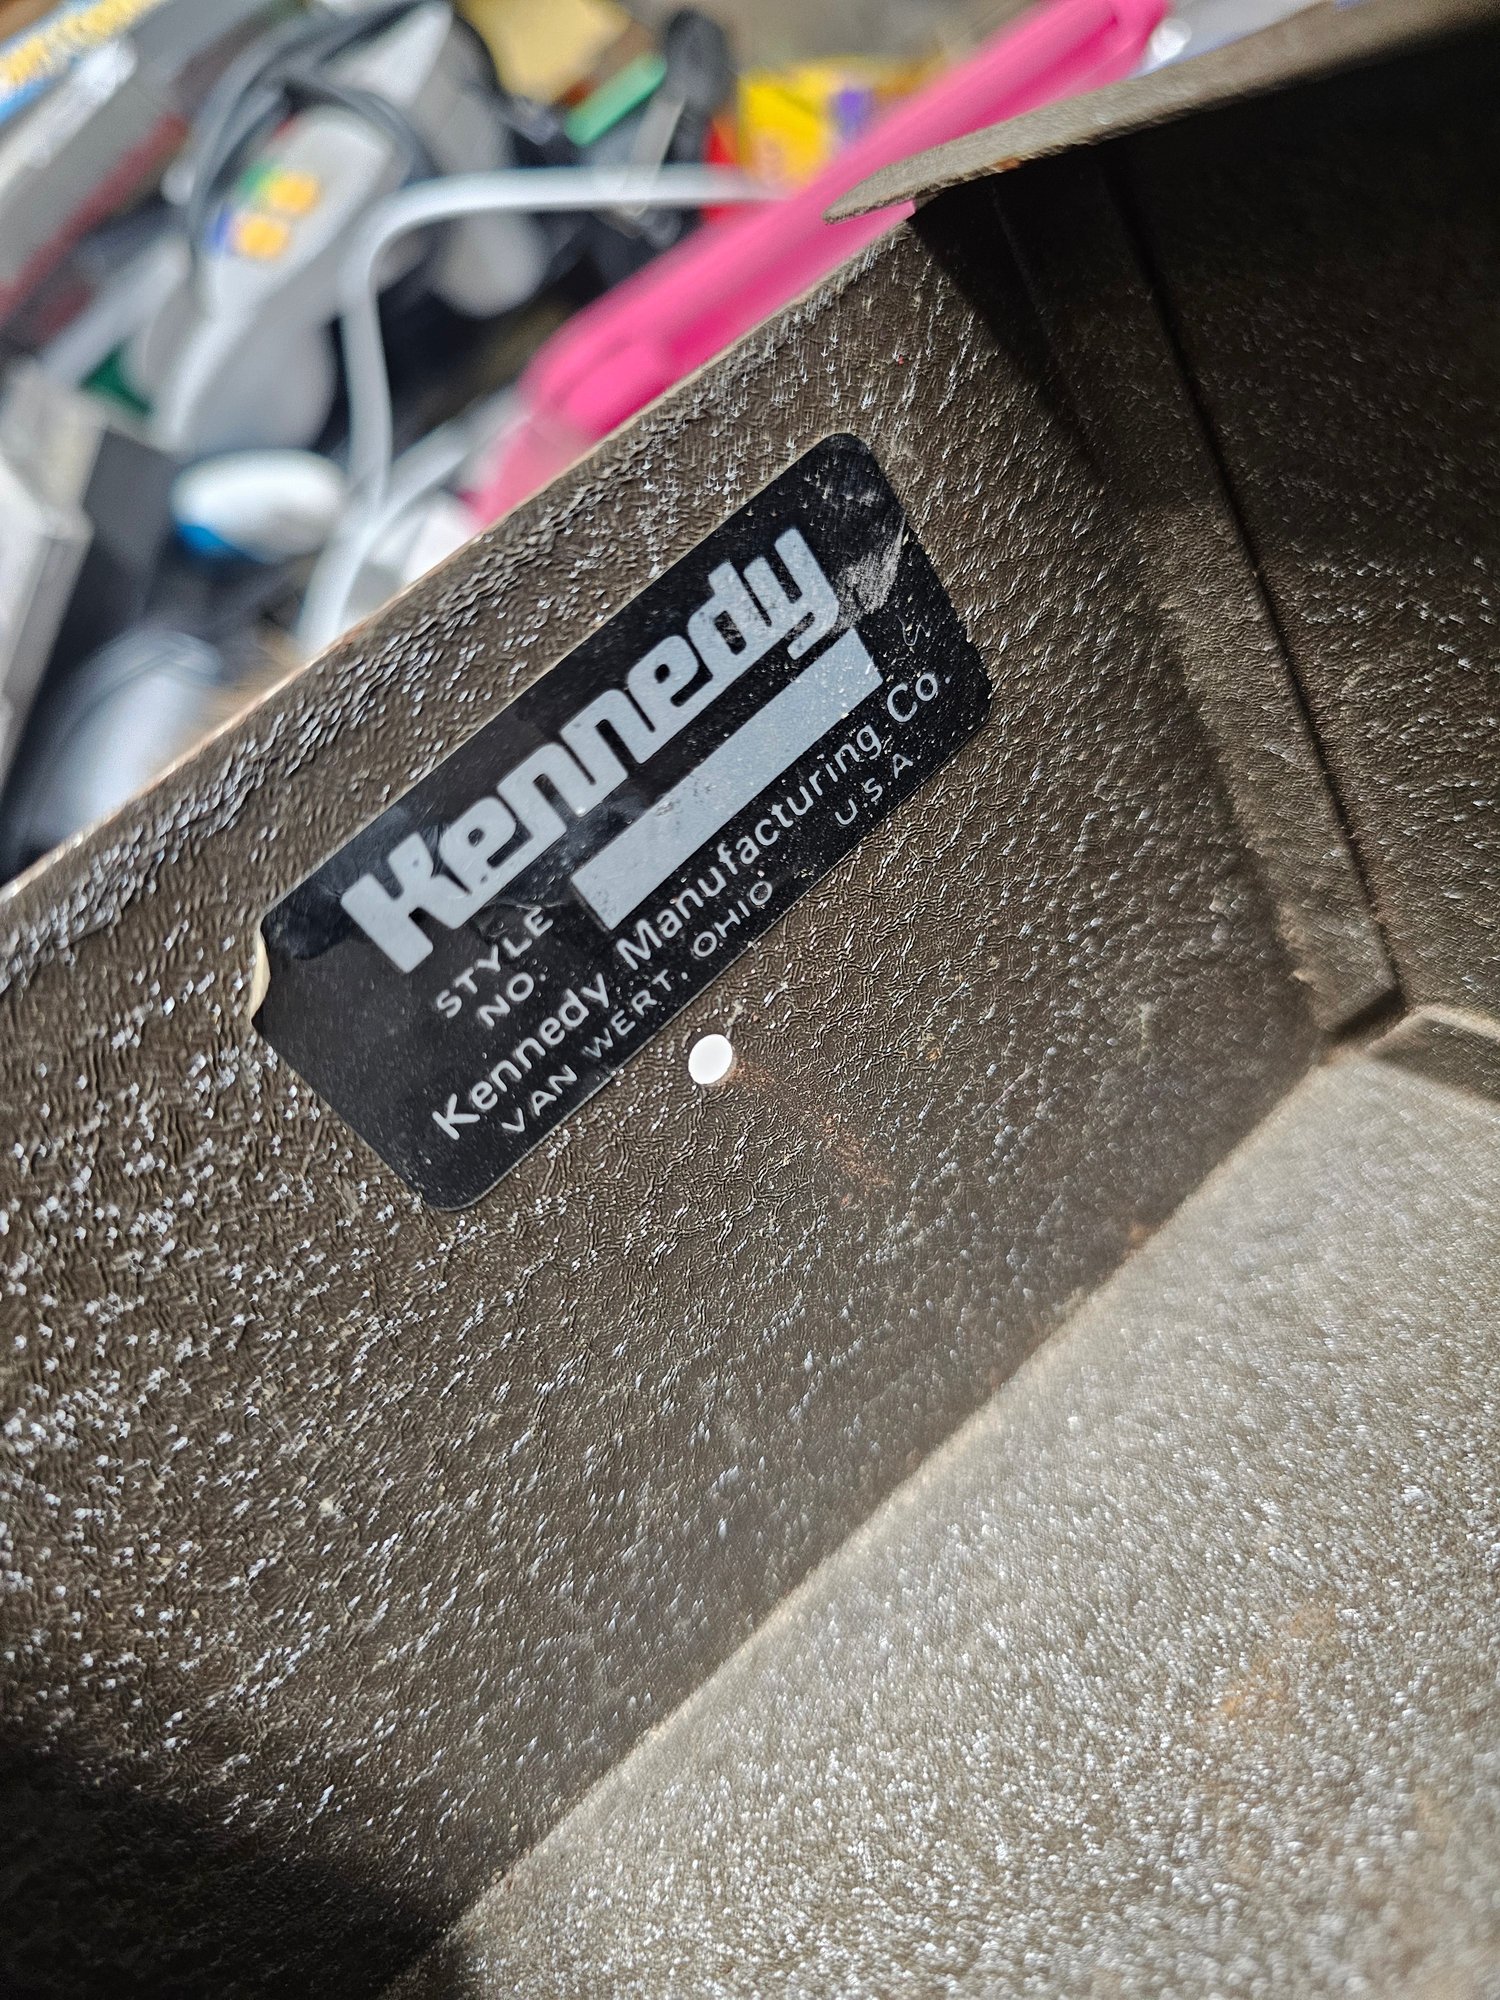 Kennedy
STYLE
NO.
Kennedy Manufacturing Co.
VAN WERT, OHIO U.S.A.